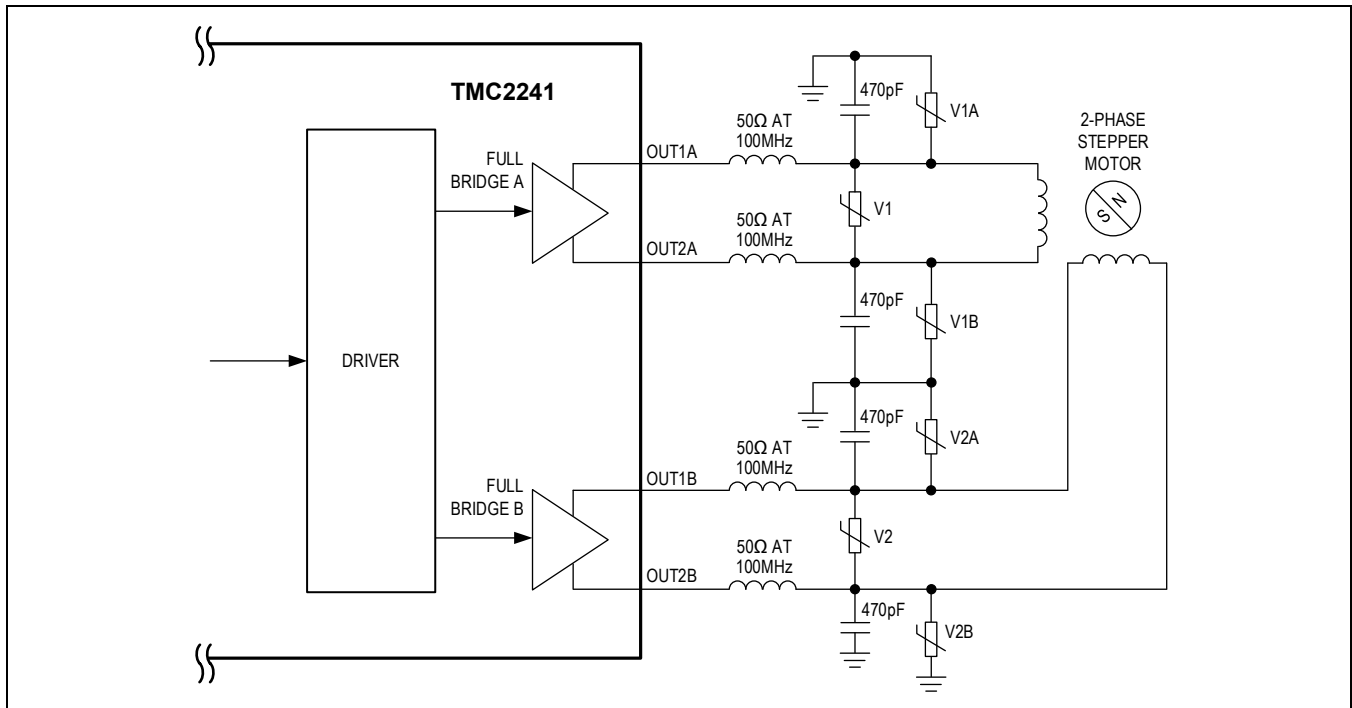 TMC2241
DRIVER
FULL
BRIDGE A
FULL
BRIDGE B
OUT1A
OUT2A
OUT1B
OUT2B
50Ω AT
100MHz
50Ω AT
100MHz
50Ω AT
100MHz
50Ω AT
100MHz
470pF
V1A
V1
470pF
V1B
470pF
V2A
V2
470pF
V2B
2-PHASE
STEPPER
MOTOR
S N